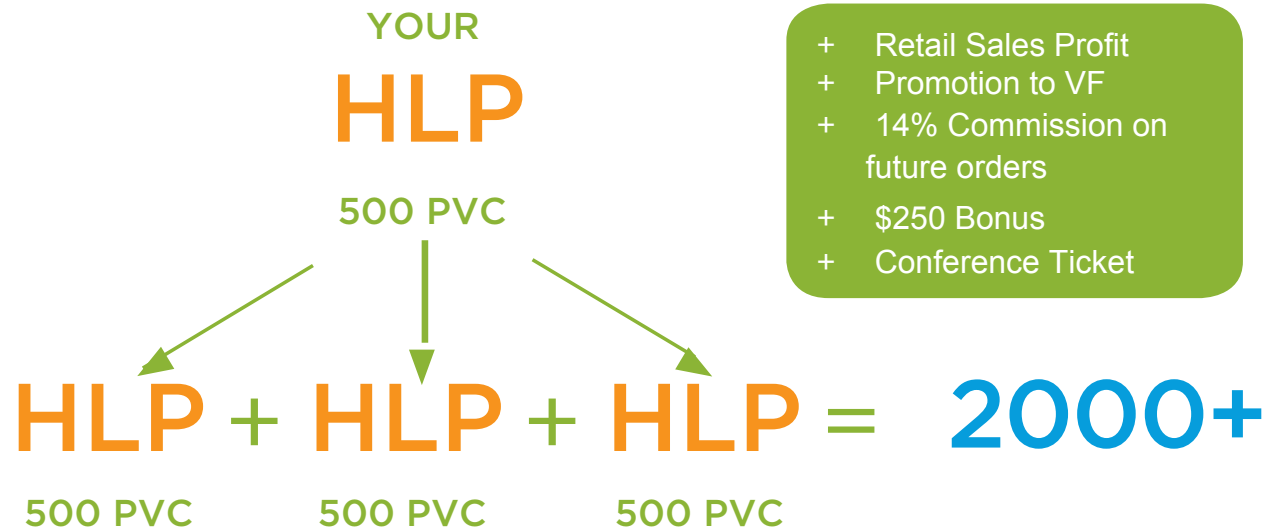 YOUR
HLP
500 PVC
+ Retail Sales Profit
+ Promotion to VF
+ 14% Commission on
future orders
+ $250 Bonus
+ Conference Ticket
HLP + HLP + HLP = 2000+
500 PVC 500 PVC 500 PVC